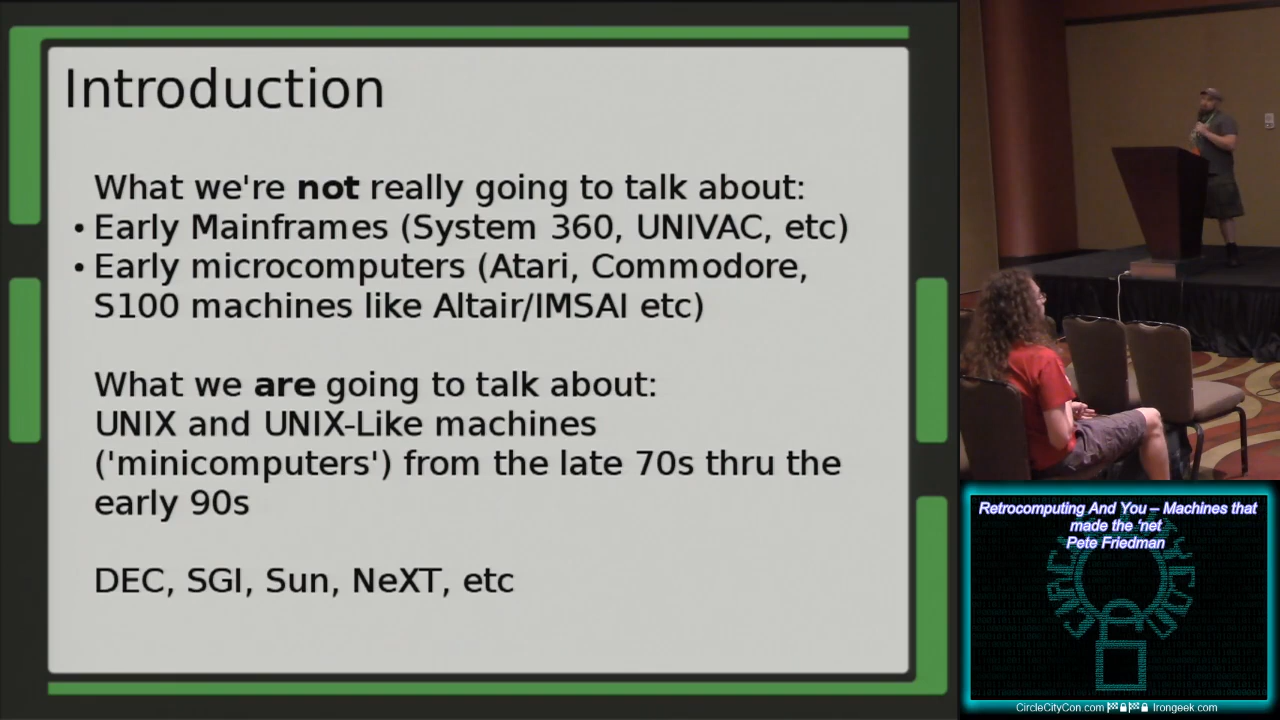 Introduction
What we're not really going to talk about:
• Early Mainframes (System 360, UNIVAC, etc)
• Early microcomputers (Atari, Commodore,
S100 machines like Altair/IMSAI etc)
What we are going to talk about:
UNIX and UNIX-Like machines
('minicomputers') from the late 70s thru the
early 90s
DEC, SGI, Sun, NeXT, etc
Retrocomputing And You – Machines that
made the 'net
Pete Friedman
CircleCityCon.com Irongeek.com